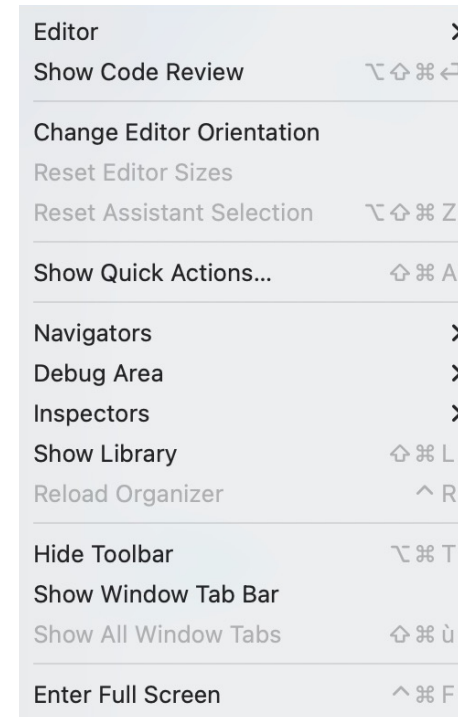 Editor >
Show Code Review ⌥⇧⌘↩
Change Editor Orientation
Reset Editor Sizes
Reset Assistant Selection ⌥⇧⌘Z
Show Quick Actions... ⇧⌘A
Navigators >
Debug Area >
Inspectors >
Show Library ⇧⌘L
Reload Organizer ^R
Hide Toolbar ⌥⌘T
Show Window Tab Bar
Show All Window Tabs ⇧⌘ù
Enter Full Screen ^⌘F